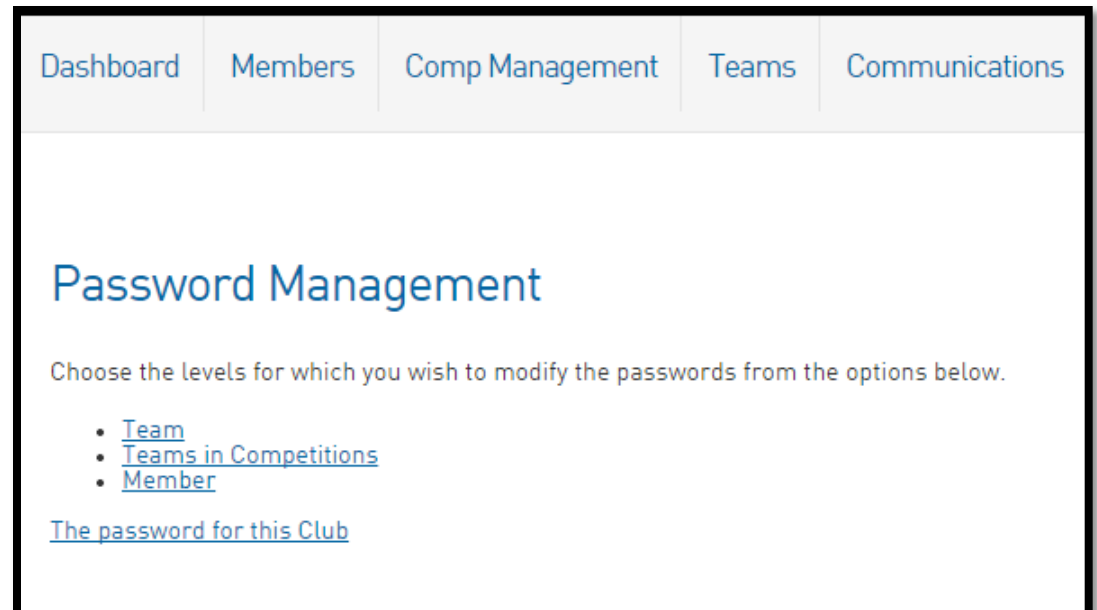 Dashboard Members Comp Management Teams Communications
Password Management
Choose the levels for which you wish to modify the passwords from the options below.
• Team
• Teams in Competitions
• Member
The password for this Club